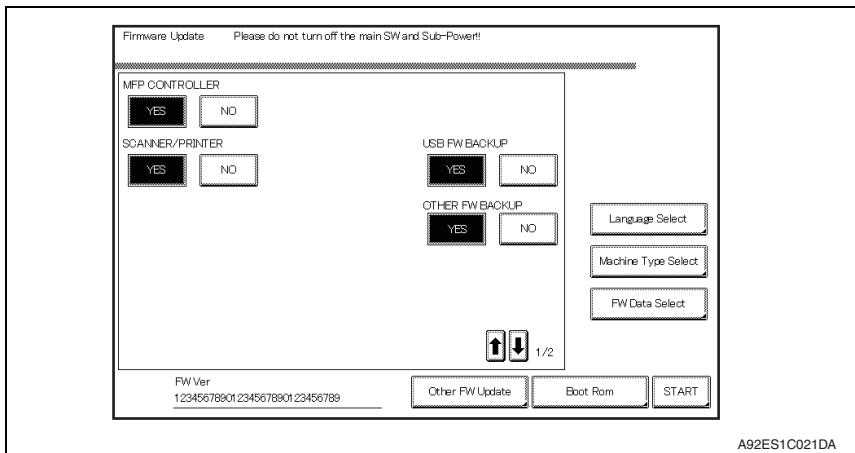 Firmware Update Please do not turn off the main SW and Sub-Power!!
MFP CONTROLLER
YES NO
SCANNER/PRINTER
YES NO
USB FW BACKUP
YES NO
OTHER FW BACKUP
YES NO
Language Select
Machine Type Select
FW Data Select
1/2
FW Ver
12345678901234567890123456789
Other FW Update
Boot Rom
START
A92ES1C021DA